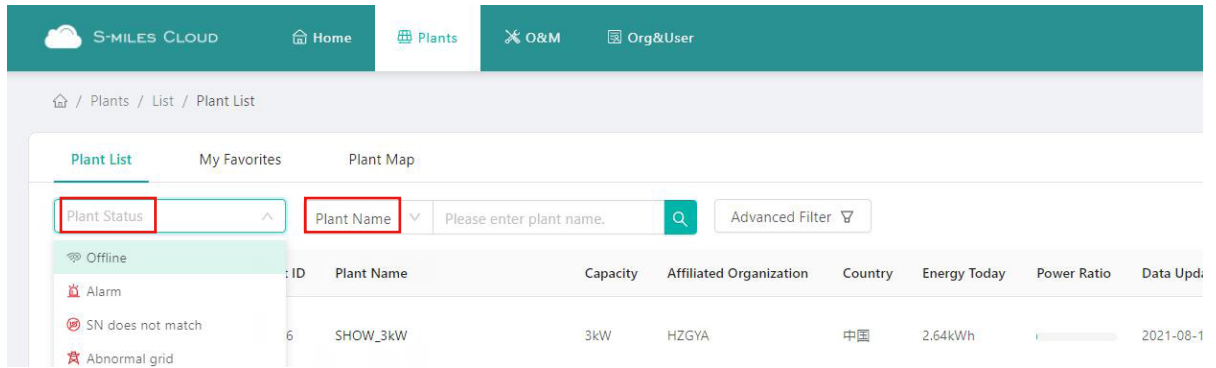 S-MILES CLOUD Home Plants O&M Org&User
/ Plants / List / Plant List
Plant List My Favorites Plant Map
Plant Status Plant Name Please enter plant name. Advanced Filter
Offline
ID Plant Name Capacity Affiliated Organization Country Energy Today Power Ratio Data
Alarm
SN does not match
6 SHOW_3kW 3kW HZGYA 中国 2.64kWh 2021-08-1
Abnormal grid